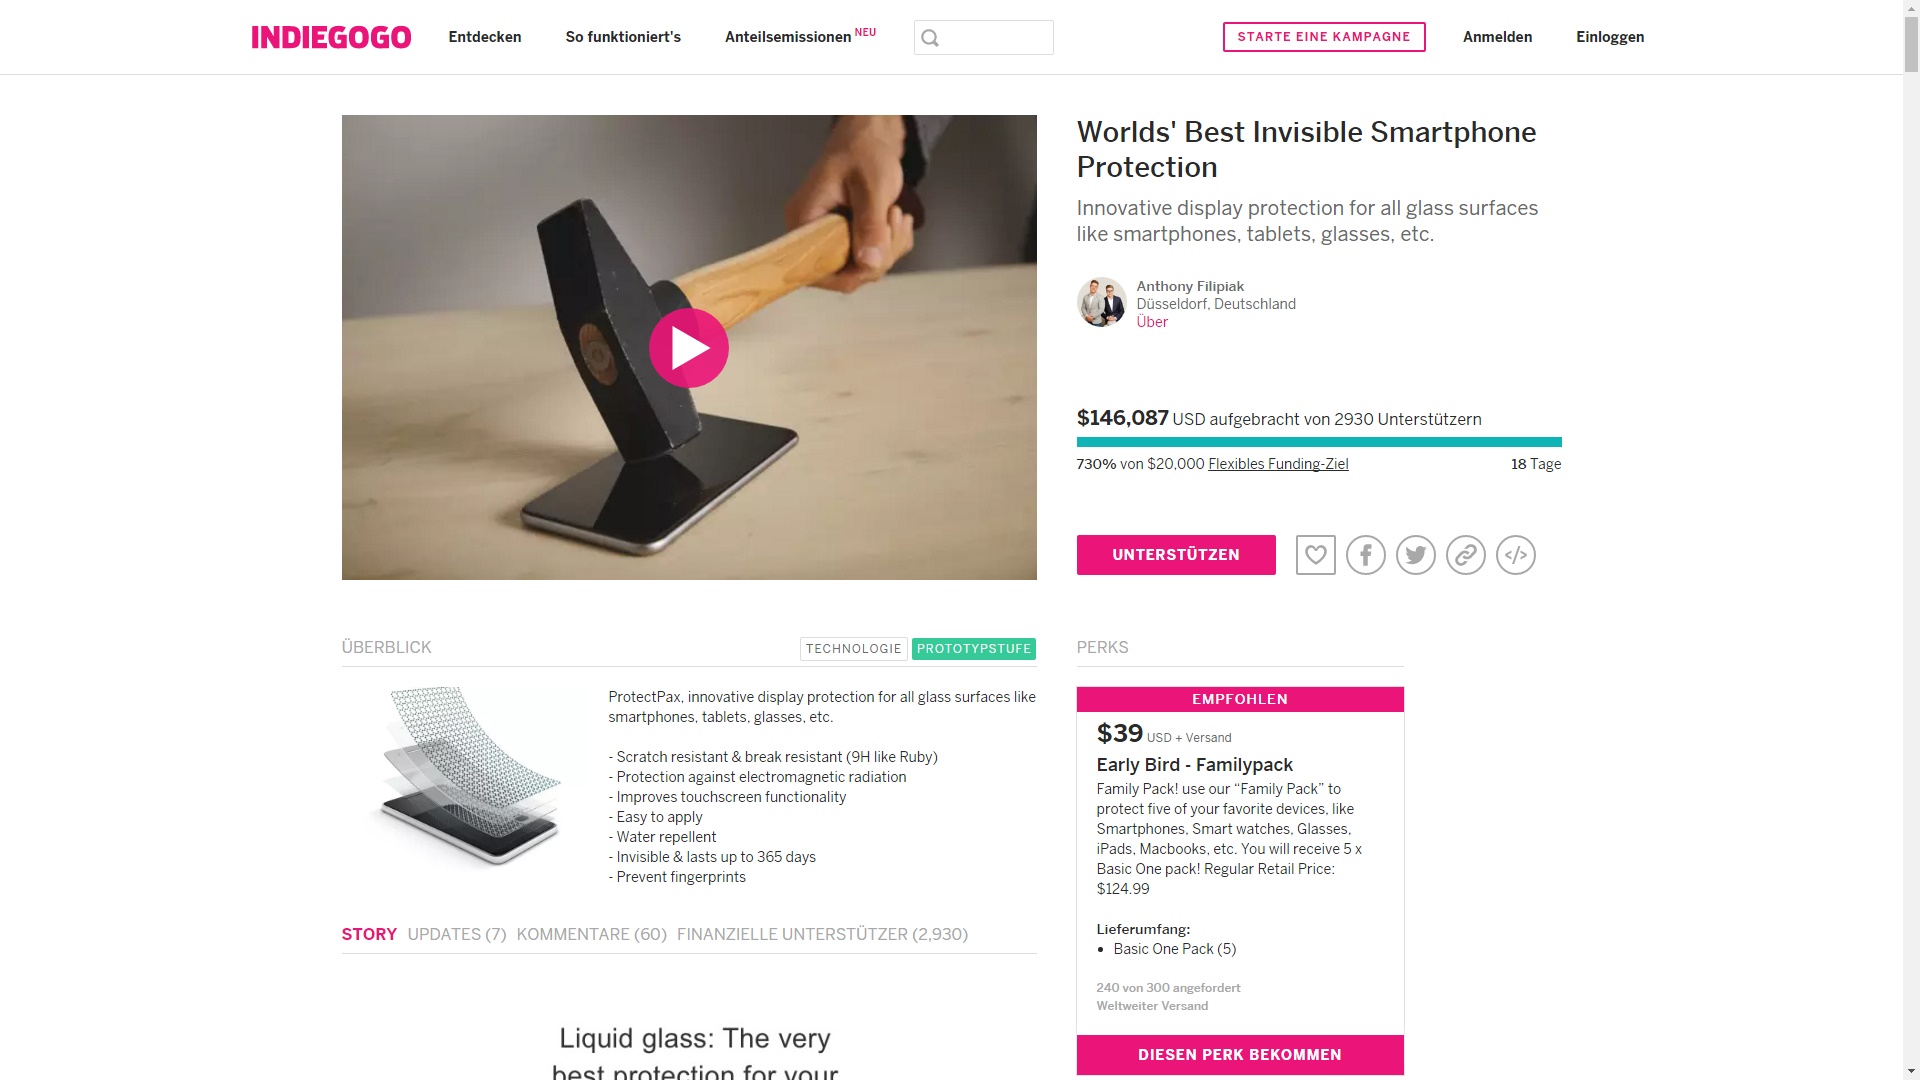 INDIEGOGO
Entdecken
So funktioniert's
Anteilsemissionen NEU
STARTE EINE KAMPAGNE
Anmelden
Einloggen
Worlds' Best Invisible Smartphone
Protection
Innovative display protection for all glass surfaces
like smartphones, tablets, glasses, etc.
Anthony Filipiak
Düsseldorf, Deutschland
Über
$146,087 USD aufgebracht von 2930 Unterstützern
730% von $20,000 Flexibles Funding-Ziel
18 Tage
UNTERSTÜTZEN
ÜBERBLICK
TECHNOLOGIE
PROTOTYPSTUFE
ProtectPax, innovative display protection for all glass surfaces like
smartphones, tablets, glasses, etc.
- Scratch resistant & break resistant (9H like Ruby)
- Protection against electromagnetic radiation
- Improves touchscreen functionality
- Easy to apply
- Water repellent
- Invisible & lasts up to 365 days
- Prevent fingerprints
STORY UPDATES (7) KOMMENTARE (60) FINANZIELLE UNTERSTÜTZER (2,930)
Liquid glass: The very
best protection for your
PERKS
EMPFOHLEN
$39 USD + Versand
Early Bird - Familypack
Family Pack! use our “Family Pack” to
protect five of your favorite devices, like
Smartphones, Smart watches, Glasses,
iPads, Macbooks, etc. You will receive 5 x
Basic One pack! Regular Retail Price:
$124.99
Lieferumfang:
• Basic One Pack (5)
240 von 300 angefordert
Weltweiter Versand
DIESEN PERK BEKOMMEN